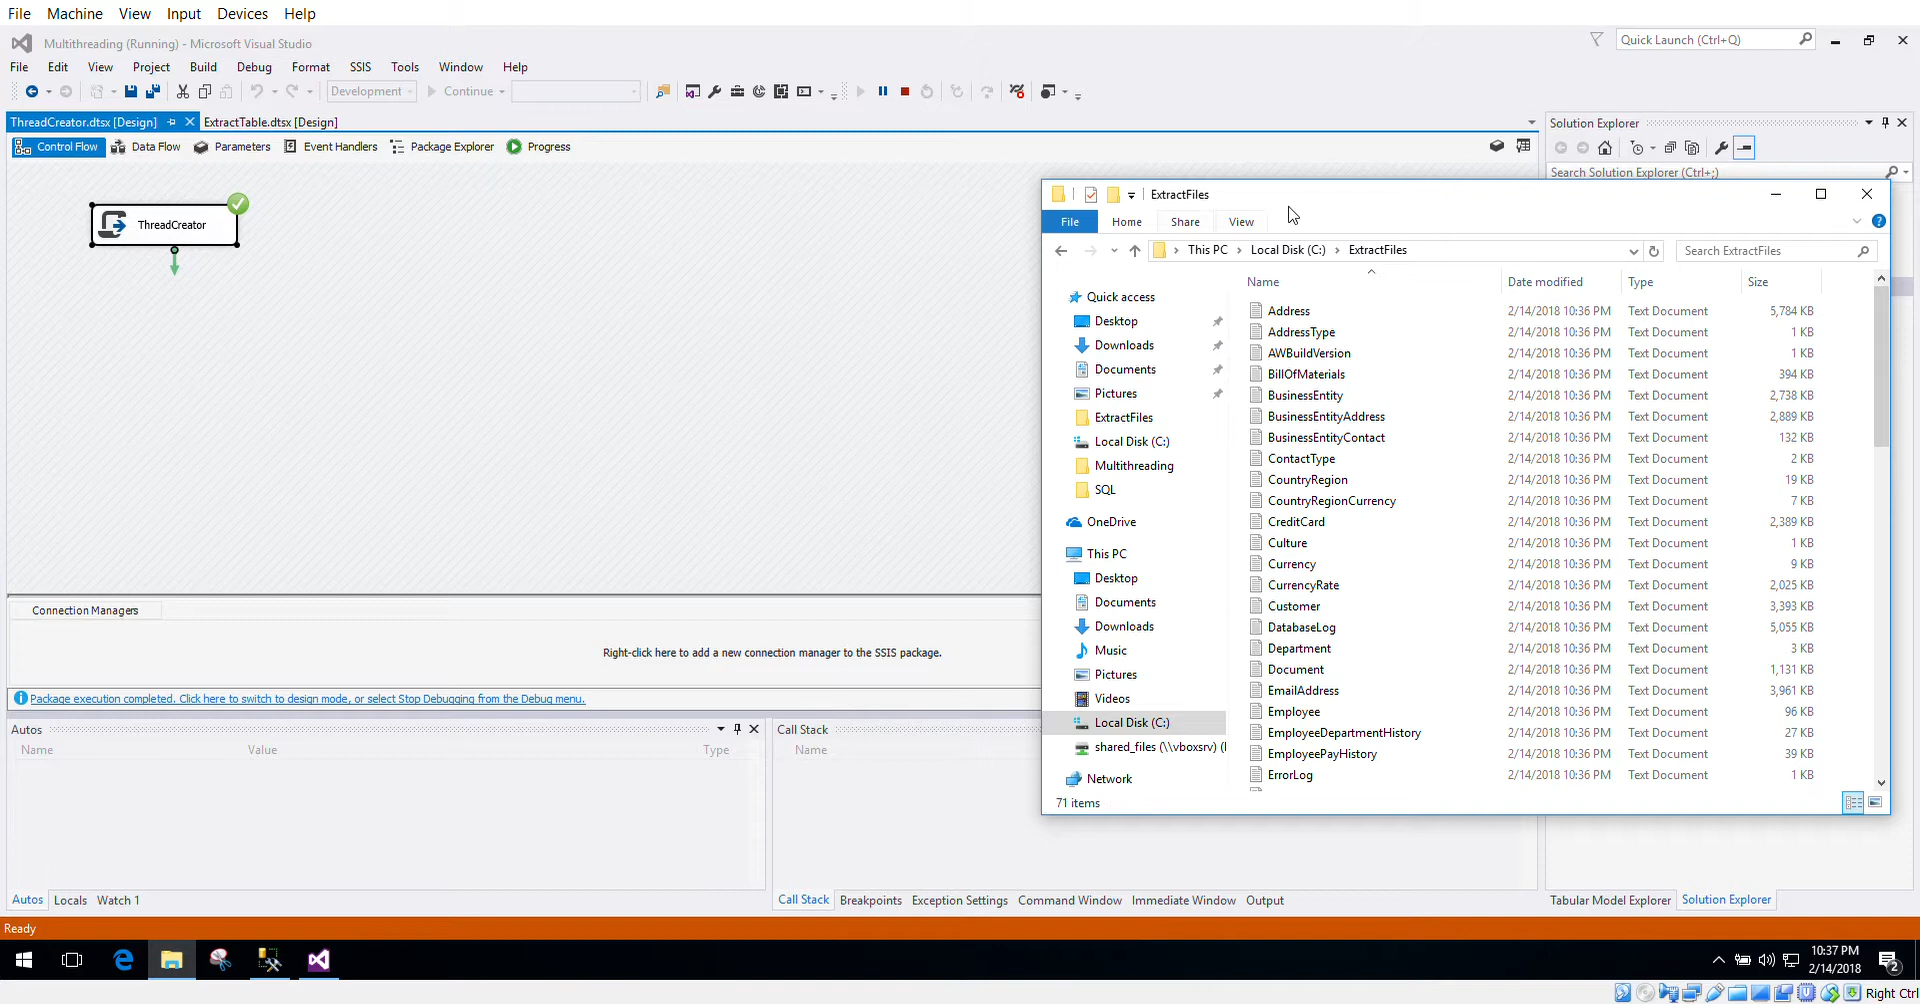 File Machine View Input Devices Help
Multithreading (Running) - Microsoft Visual Studio
Quick Launch (Ctrl+Q)
File Edit View Project Build Debug Format SSIS Tools Window Help
Development Continue
ThreadCreator.dtsx [Design] ExtractTable.dtsx [Design]
Control Flow Data Flow Parameters Event Handlers Package Explorer Progress
ThreadCreator
Connection Managers
Right-click here to add a new connection manager to the SSIS package.
Package execution completed. Click here to switch to design mode, or select Stop Debugging from the Debug menu.
Autos
Name Value Type
Autos Locals Watch 1
Call Stack
Name
Call Stack Breakpoints Exception Settings Command Window Immediate Window Output
Solution Explorer
Search Solution Explorer (Ctrl+;)
Tabular Model Explorer Solution Explorer
ExtractFiles
File Home Share View
This PC Local Disk (C:) ExtractFiles
Search ExtractFiles
Quick access
Desktop
Downloads
Documents
Pictures
ExtractFiles
Local Disk (C:)
Multithreading
SQL
OneDrive
This PC
Desktop
Documents
Downloads
Music
Pictures
Videos
Local Disk (C:)
shared_files (\\vboxsrv) (
Network
Name Date modified Type Size
Address 2/14/2018 10:36 PM Text Document 5,784 KB
AddressType 2/14/2018 10:36 PM Text Document 1 KB
AWBuildVersion 2/14/2018 10:36 PM Text Document 1 KB
BillOfMaterials 2/14/2018 10:36 PM Text Document 394 KB
BusinessEntity 2/14/2018 10:36 PM Text Document 2,738 KB
BusinessEntityAddress 2/14/2018 10:36 PM Text Document 2,889 KB
BusinessEntityContact 2/14/2018 10:36 PM Text Document 132 KB
ContactType 2/14/2018 10:36 PM Text Document 2 KB
CountryRegion 2/14/2018 10:36 PM Text Document 19 KB
CountryRegionCurrency 2/14/2018 10:36 PM Text Document 7 KB
CreditCard 2/14/2018 10:36 PM Text Document 2,389 KB
Culture 2/14/2018 10:36 PM Text Document 1 KB
Currency 2/14/2018 10:36 PM Text Document 9 KB
CurrencyRate 2/14/2018 10:36 PM Text Document 2,025 KB
Customer 2/14/2018 10:36 PM Text Document 3,393 KB
DatabaseLog 2/14/2018 10:36 PM Text Document 5,055 KB
Department 2/14/2018 10:36 PM Text Document 3 KB
Document 2/14/2018 10:36 PM Text Document 1,131 KB
EmailAddress 2/14/2018 10:36 PM Text Document 3,961 KB
Employee 2/14/2018 10:36 PM Text Document 96 KB
EmployeeDepartmentHistory 2/14/2018 10:36 PM Text Document 27 KB
EmployeePayHistory 2/14/2018 10:36 PM Text Document 39 KB
ErrorLog 2/14/2018 10:36 PM Text Document 1 KB
71 items
Ready
10:37 PM
2/14/2018
2
Right Ctrl